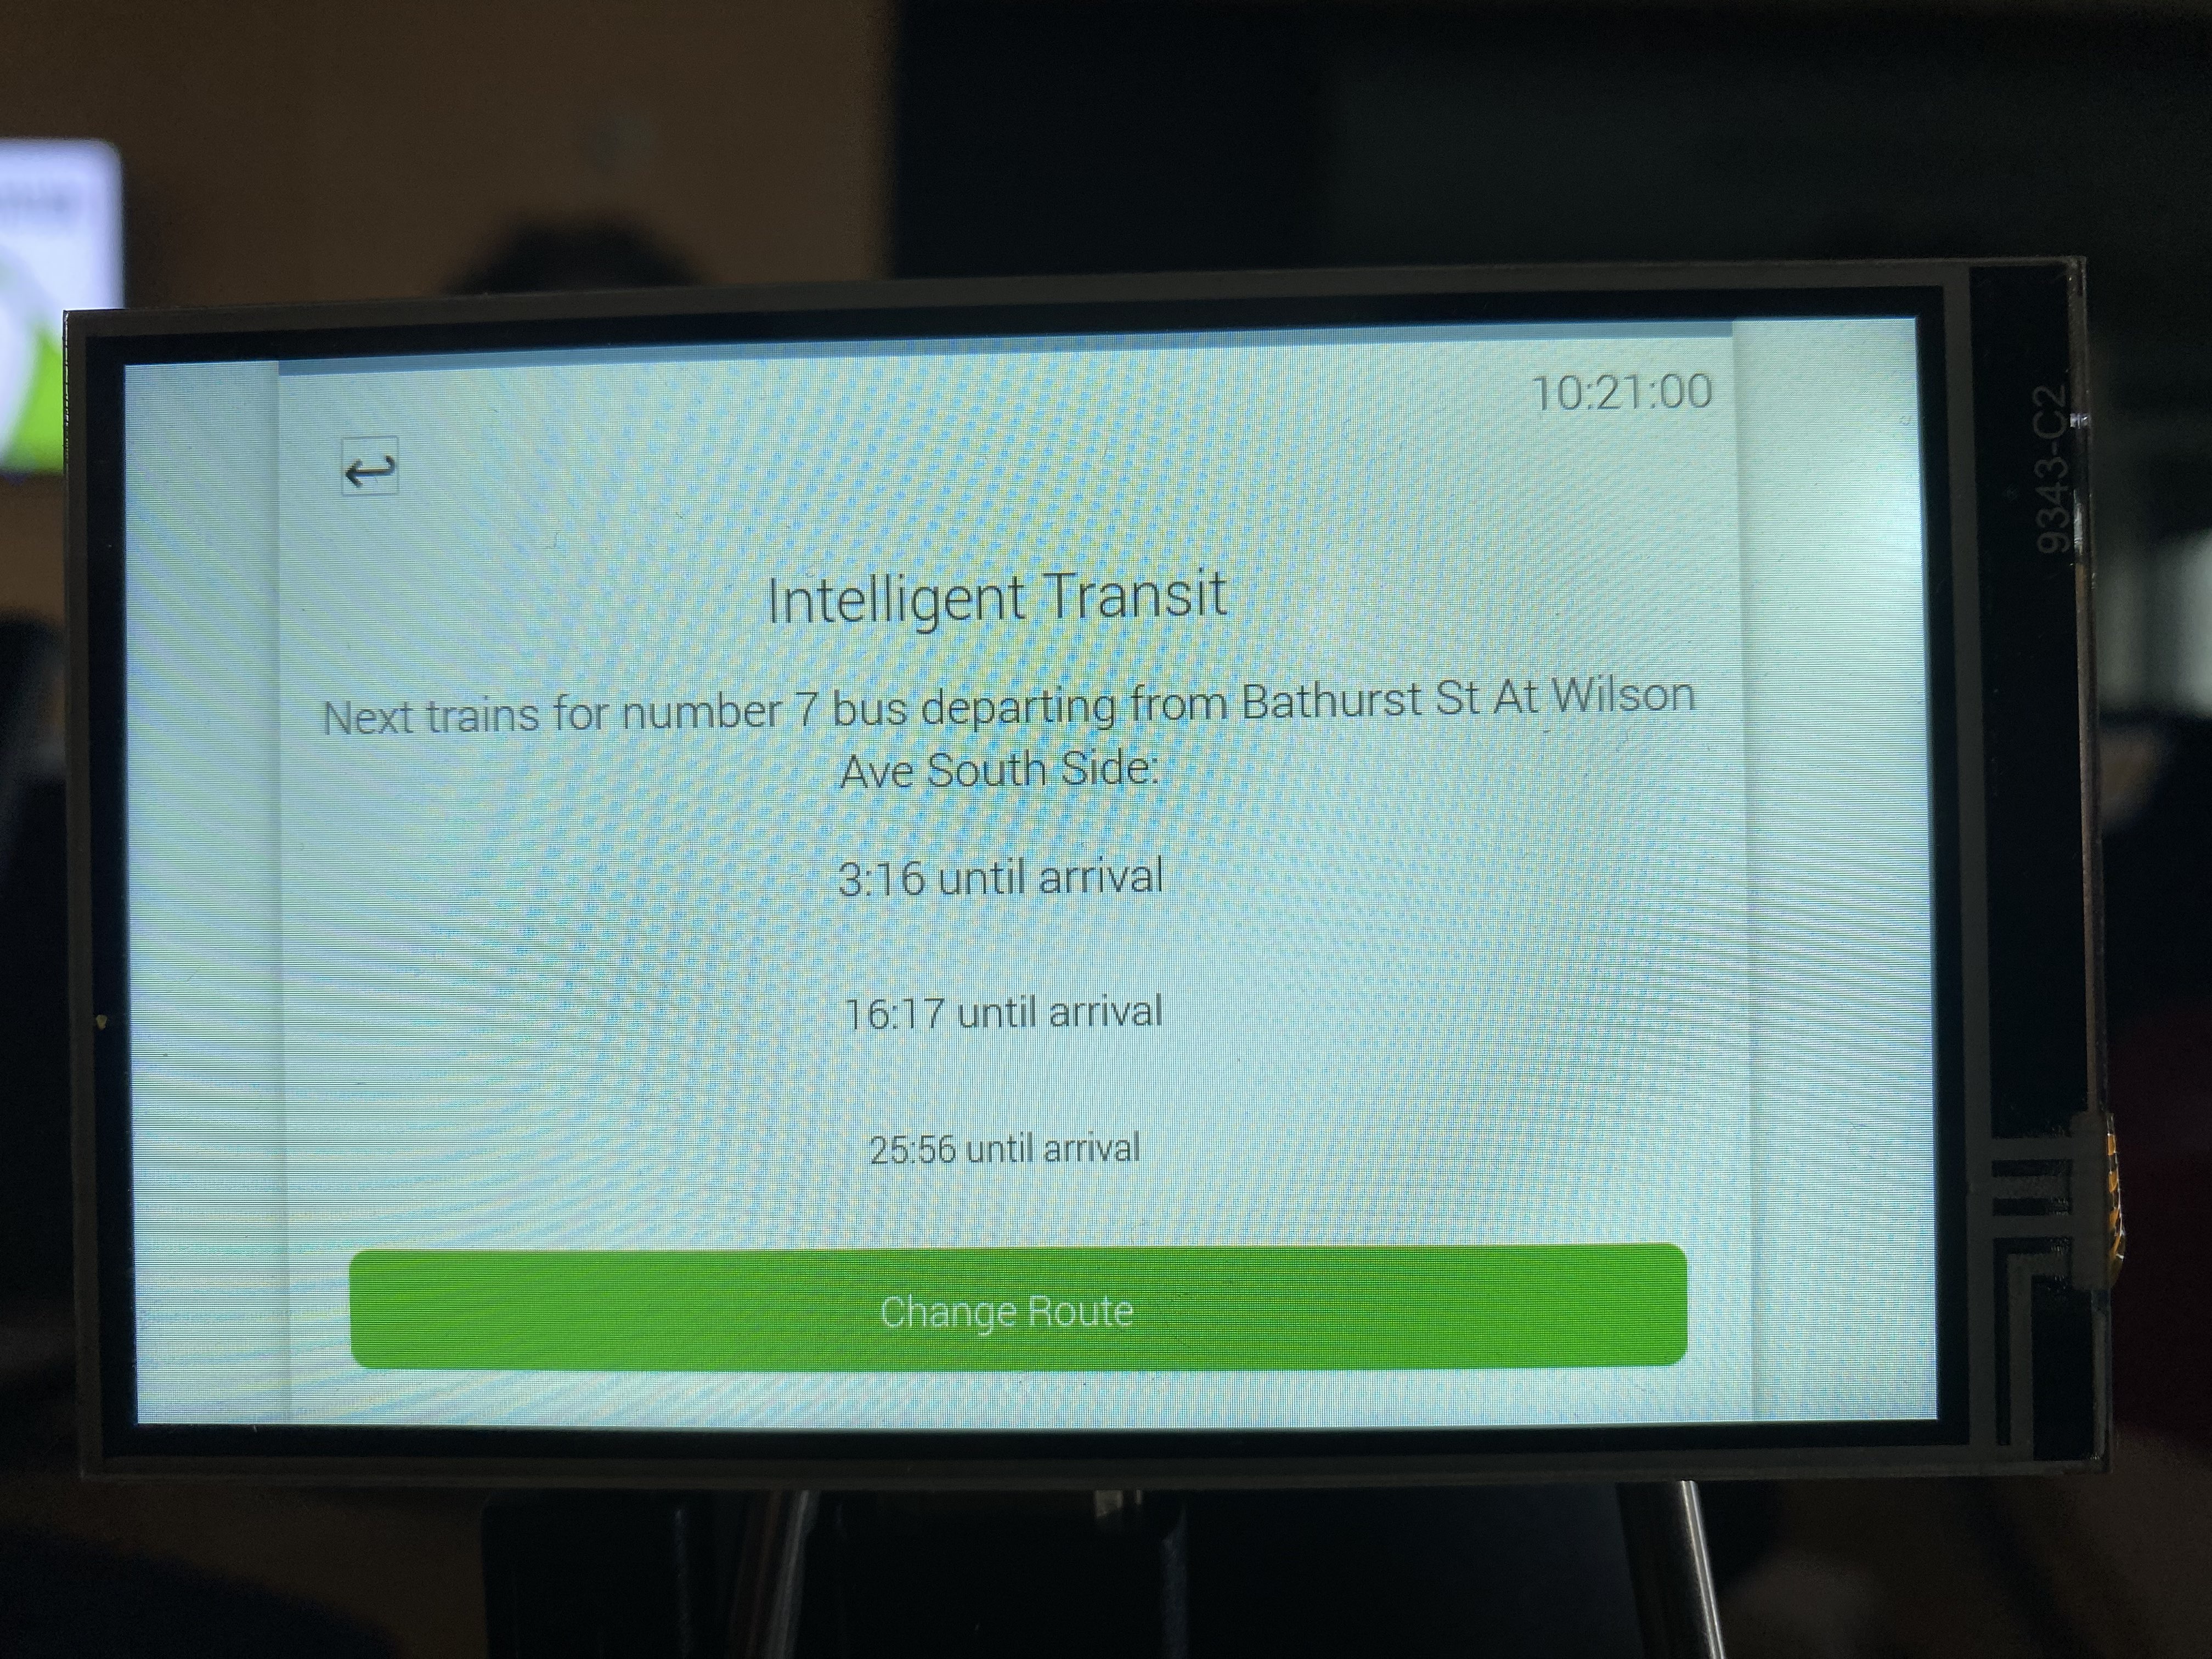 10:21:00
Intelligent Transit
Next trains for number 7 bus departing from Bathurst St At Wilson
Ave South Side:
3:16 until arrival
16:17 until arrival
25:56 until arrival
Change Route
9343-C2